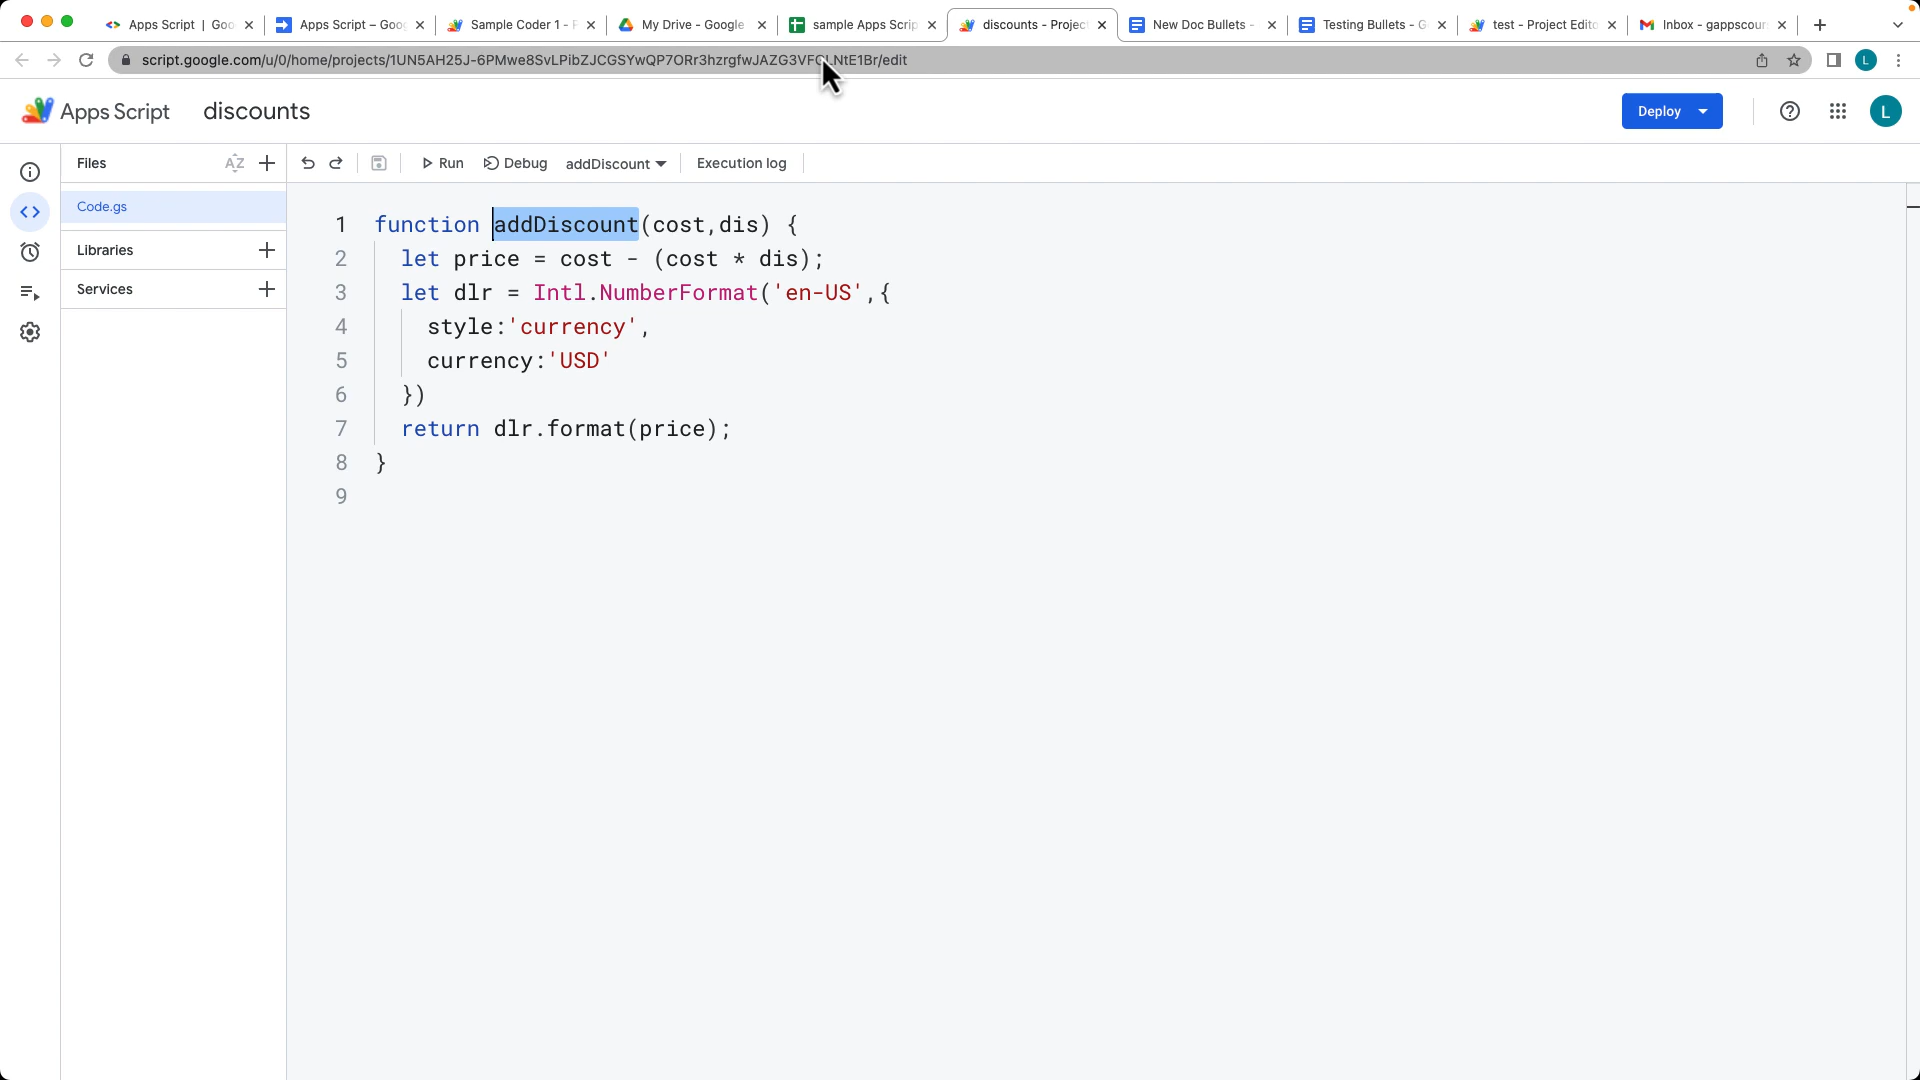 Apps Script | Goo
Apps Script – Goog
Sample Coder 1 - P
My Drive - Google
sample Apps Scrip
discounts - Projec
New Doc Bullets -
Testing Bullets - G
test - Project Edito
Inbox - gappscour
script.google.com/u/0/home/projects/1UN5AH25J-6PMwe8SvLPibZJCGSYwQP7ORr3hzrgfwJAZG3VFQLNtE1Br/edit
L
Apps Script
discounts
Deploy
L
Files
AZ
Run
Debug
addDiscount
Execution log
Code.gs
Libraries
Services
1 function addDiscount(cost,dis) {
2 let price = cost - (cost * dis);
3 let dlr = Intl.NumberFormat('en-US',{
4 style:'currency',
5 currency:'USD'
6 })
7 return dlr.format(price);
8 }
9